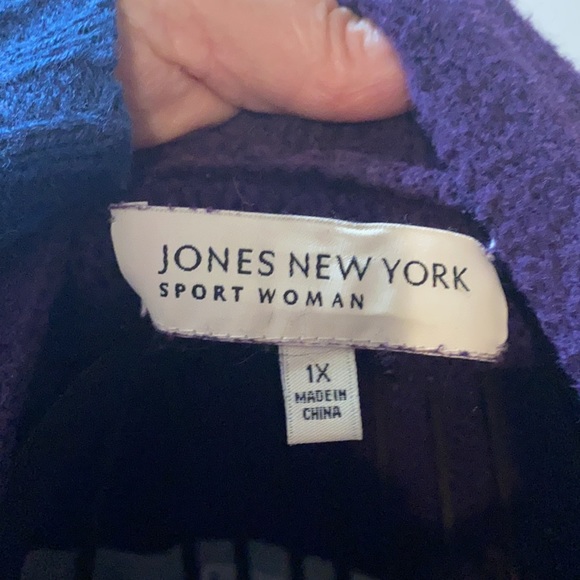 JONES NEW YORK
SPORT WOMAN
1X
MADE IN
CHINA